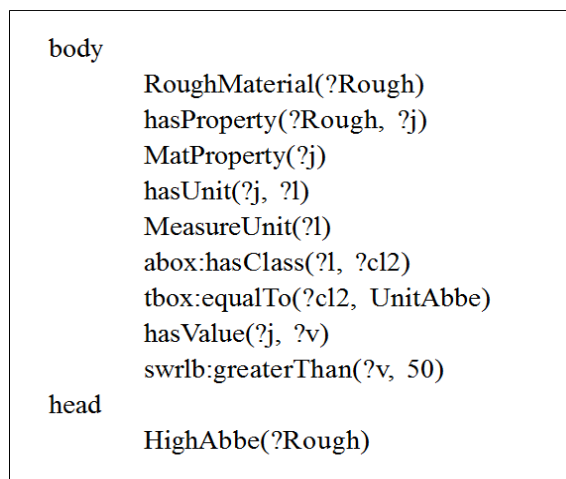 body
RoughMaterial(?Rough)
hasProperty(?Rough, ?j)
MatProperty(?j)
hasUnit(?j, ?l)
MeasureUnit(?l)
abox:hasClass(?l, ?cl2)
tbox:equalTo(?cl2, UnitAbbe)
hasValue(?j, ?v)
swrlb:greaterThan(?v, 50)
head
HighAbbe(?Rough)